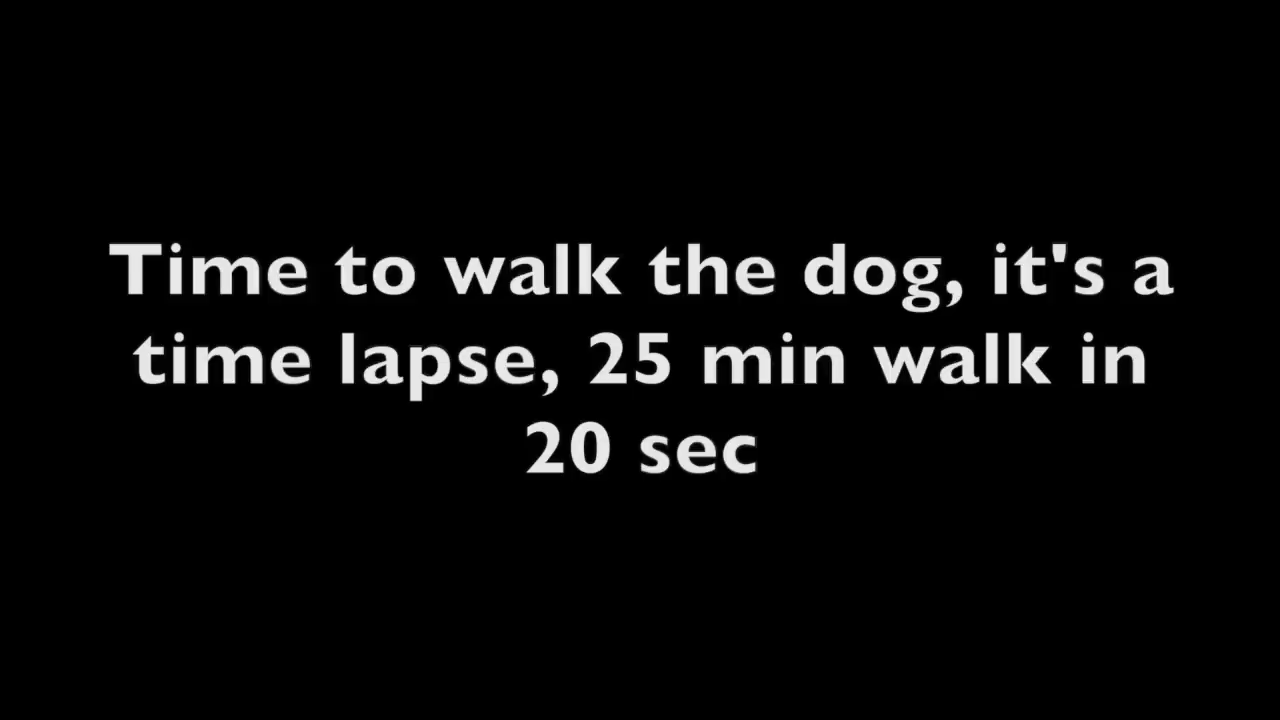 Time to walk the dog, it's a
time lapse, 25 min walk in
20 sec